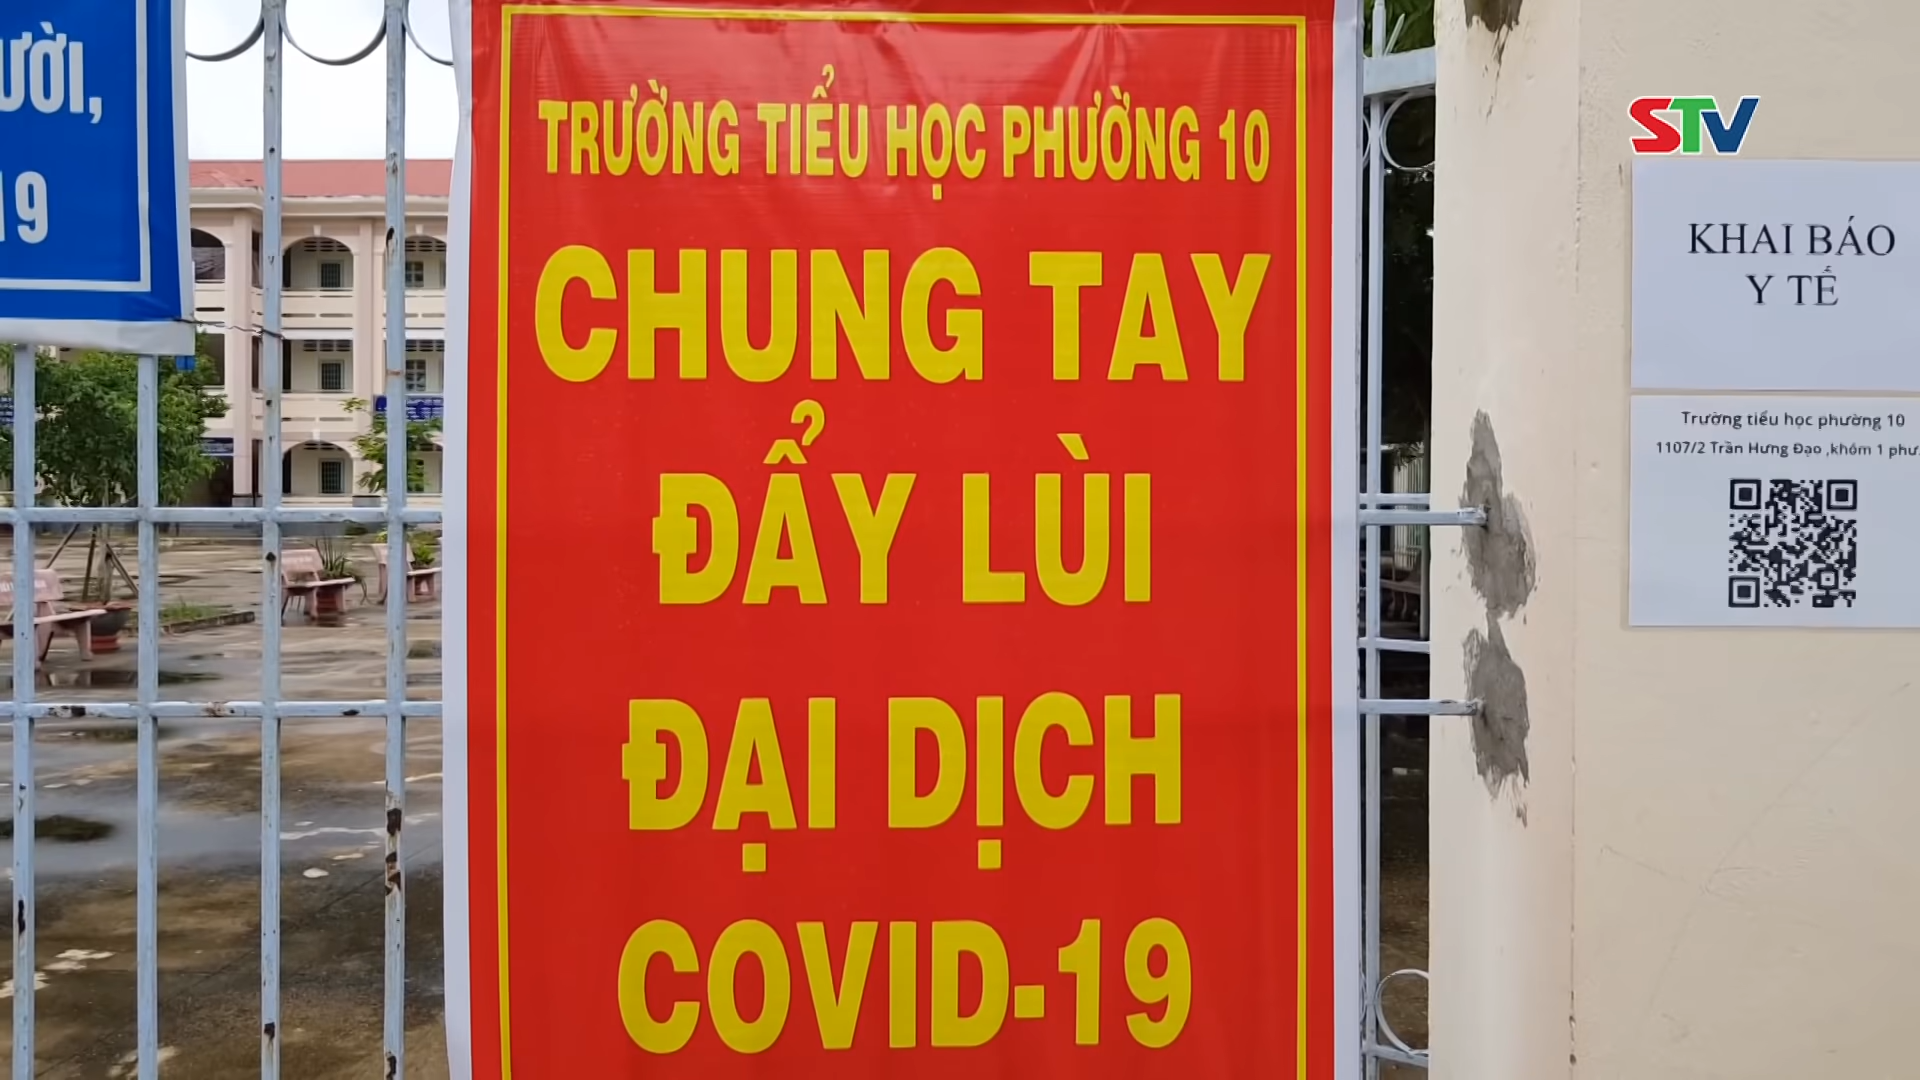 19
TRƯỜNG TIỂU HỌC PHƯỜNG 10
CHUNG TAY
ĐẨY LÙI
ĐẠI DỊCH
COVID-19
STV
KHAI BÁO
Y TẾ
Trường tiểu học phường 10
1107/2 Trần Hưng Đạo ,khóm 1